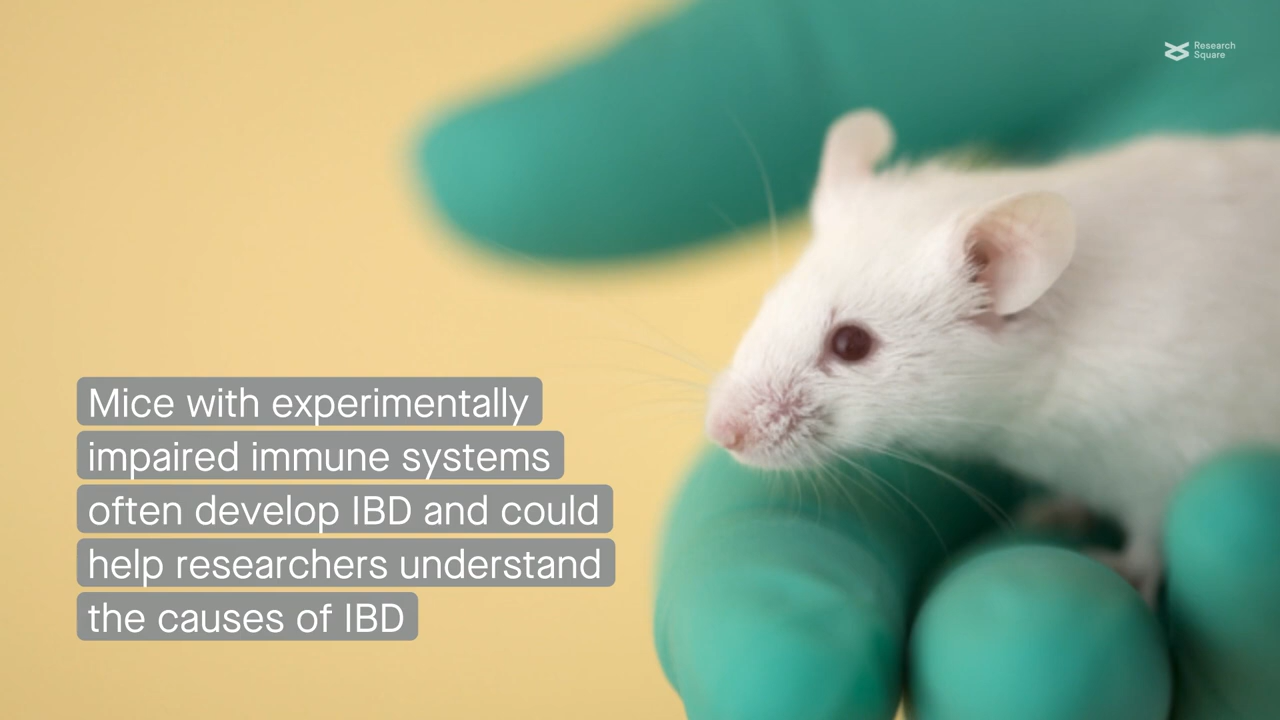 Research
Square
Mice with experimentally
impaired immune systems
often develop IBD and could
help researchers understand
the causes of IBD